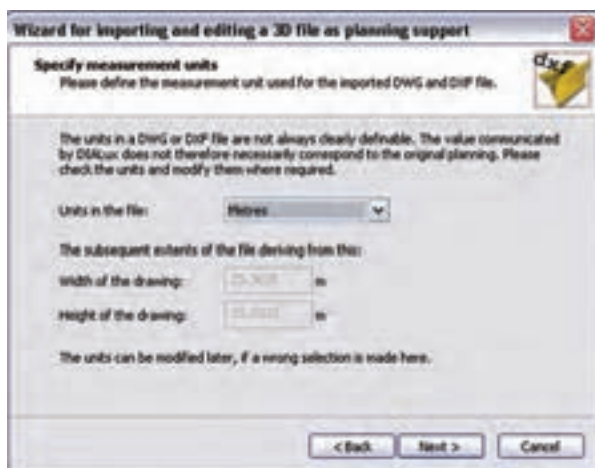 Wizard for importing and editing a 3D file as planning support
Specify measurement units
Please define the measurement unit used for the imported DWG and DXF file.
dxf
The units in a DWG or DXF file are not always clearly definable. The value communicated
by DIALux does not therefore necessarily correspond to the original planning. Please
check the units and modify them where required.
Units in the file: Metres
The subsequent extents of the file deriving from this:
Width of the drawing: m
Height of the drawing: m
The units can be modified later, if a wrong selection is made here.
< Back Next > Cancel